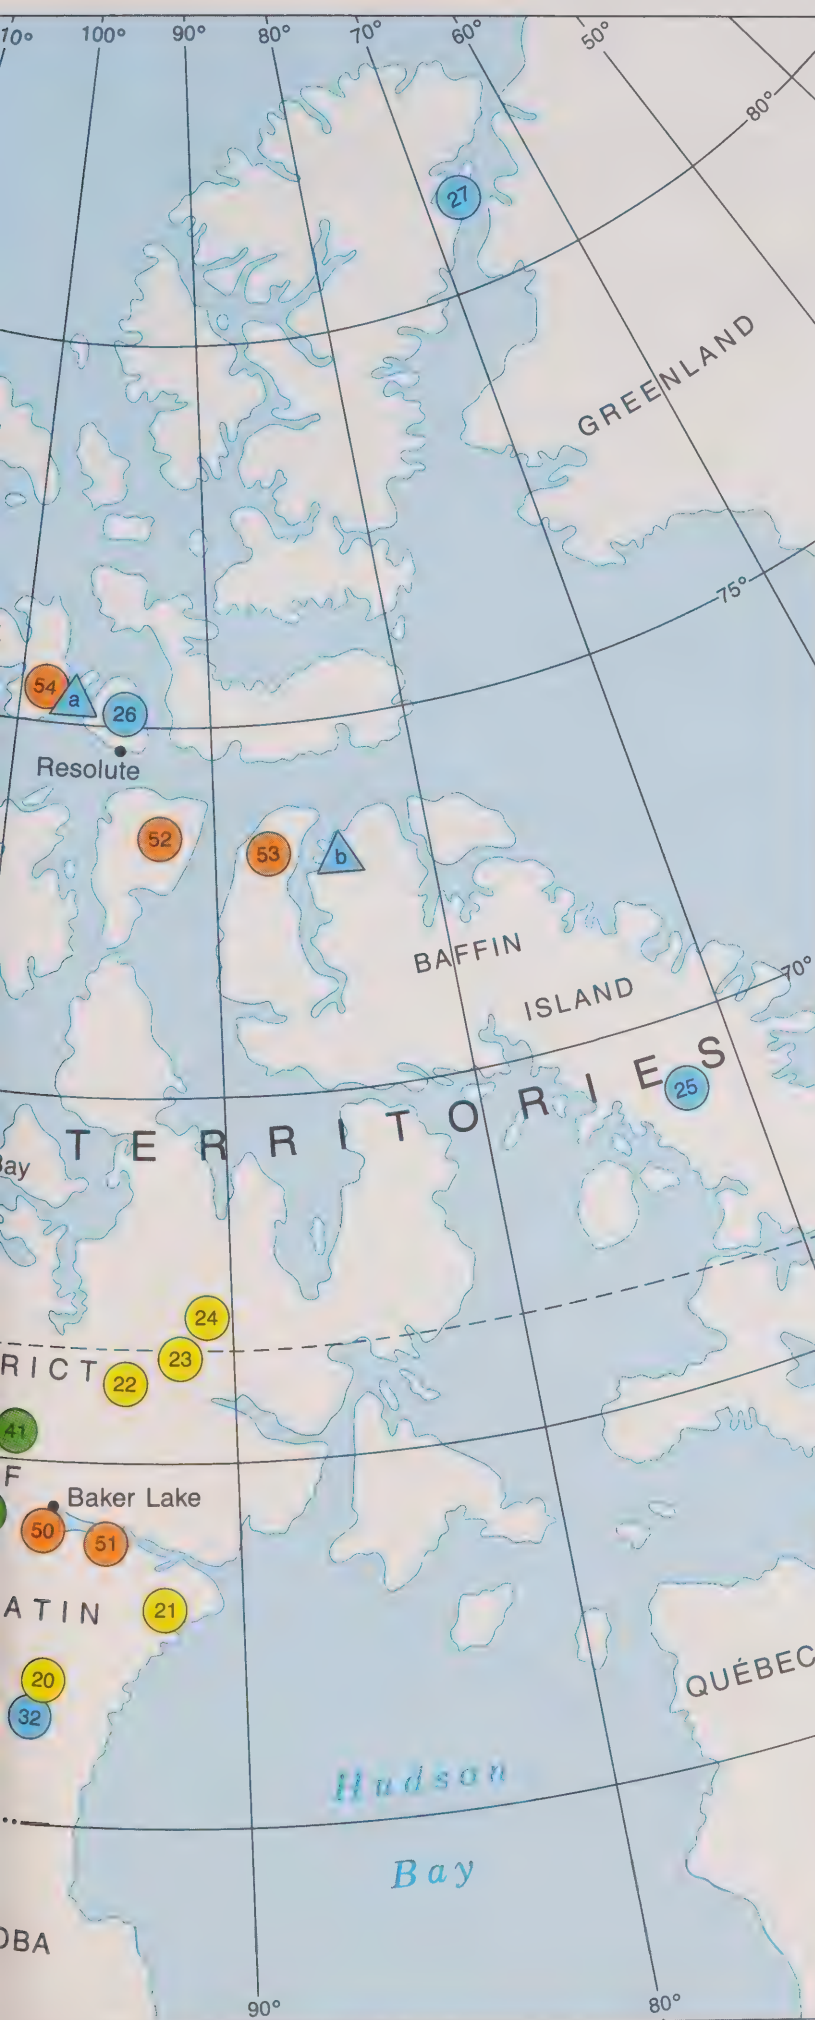 10° 100° 90° 80° 70° 60° 50°
80°
27
GREENLAND
75°
54 a 26
Resolute
52 53 b
BAFFIN
ISLAND
70°
TERRITORIES
25
Bay
24
23
RICT 22
41
F
Baker Lake
50 51
ATIN 21
20
QUÉBEC
32
Hudson
Bay
OBA
90° 80°